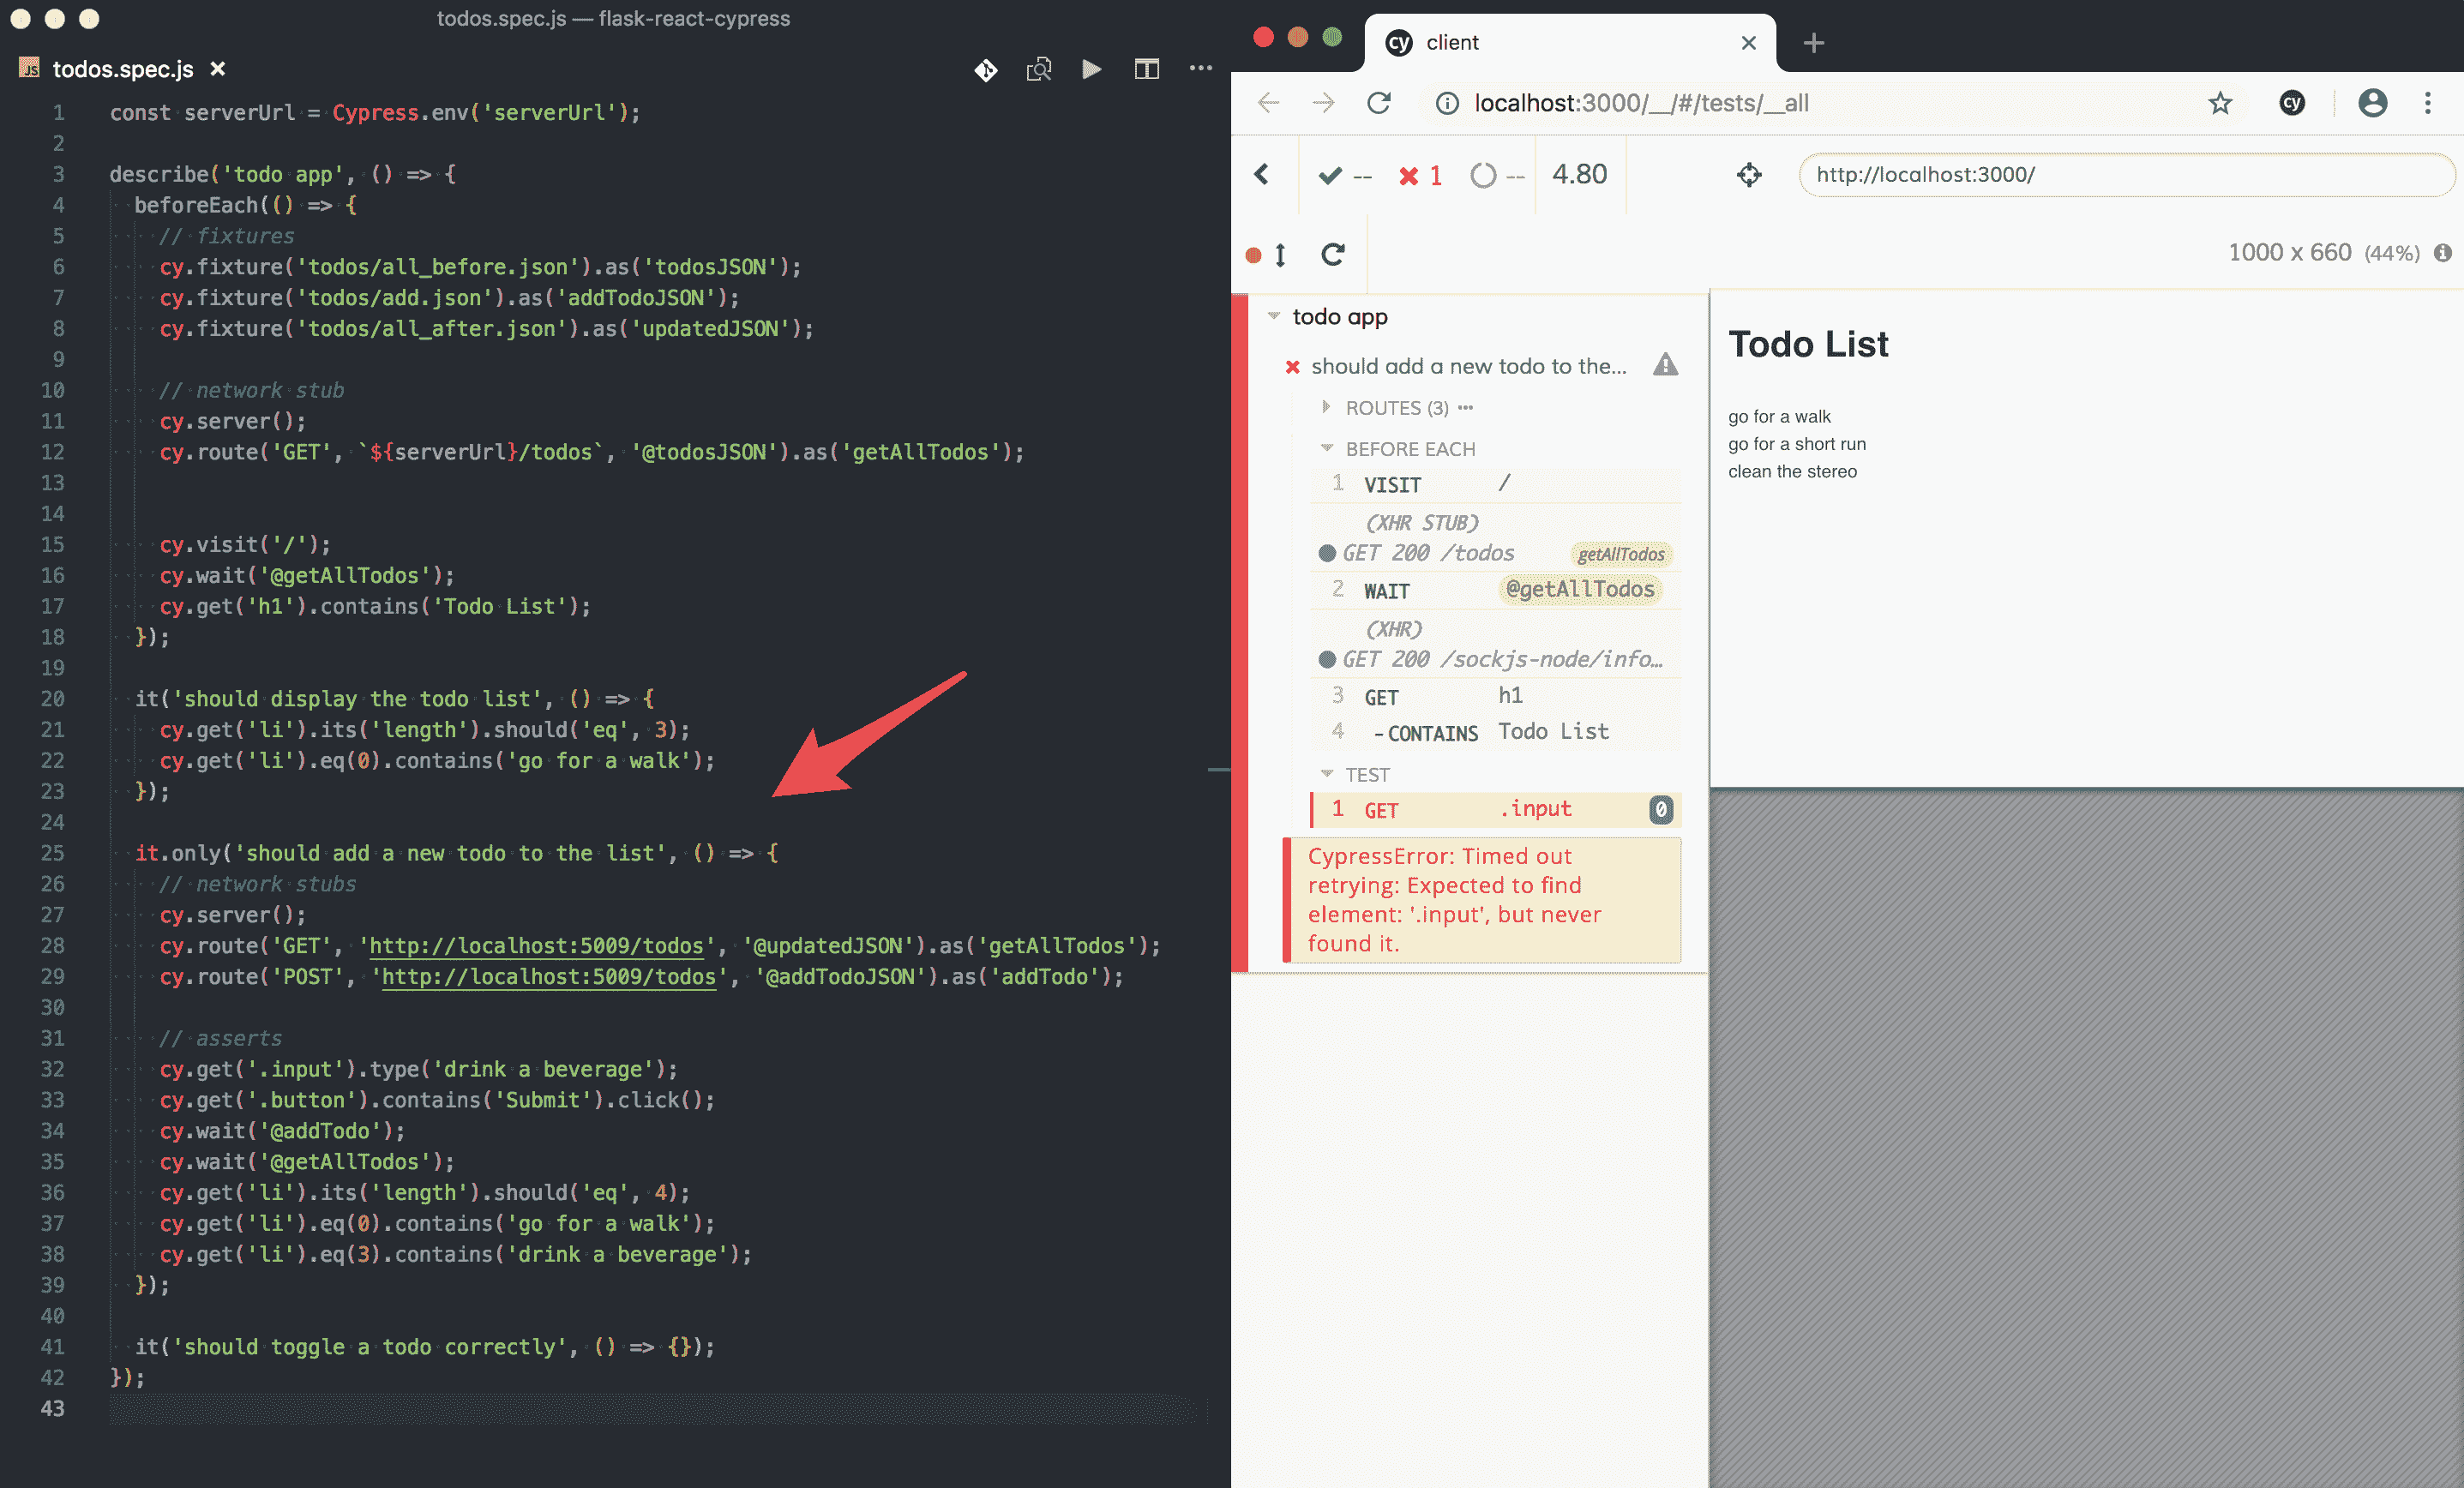 todos.spec.js — flask-react-cypress
JS todos.spec.js
1 const serverUrl = Cypress.env('serverUrl');
2
3 describe('todo app', () => {
4 beforeEach(() => {
5 // fixtures
6 cy.fixture('todos/all_before.json').as('todosJSON');
7 cy.fixture('todos/add.json').as('addTodoJSON');
8 cy.fixture('todos/all_after.json').as('updatedJSON');
9
10 // network stub
11 cy.server();
12 cy.route('GET', `${serverUrl}/todos`, '@todosJSON').as('getAllTodos');
13
14
15 cy.visit('/');
16 cy.wait('@getAllTodos');
17 cy.get('h1').contains('Todo List');
18 });
19
20 it('should display the todo list', () => {
21 cy.get('li').its('length').should('eq', 3);
22 cy.get('li').eq(0).contains('go for a walk');
23 });
24
25 it.only('should add a new todo to the list', () => {
26 // network stubs
27 cy.server();
28 cy.route('GET', 'http://localhost:5009/todos', '@updatedJSON').as('getAllTodos');
29 cy.route('POST', 'http://localhost:5009/todos', '@addTodoJSON').as('addTodo');
30
31 // asserts
32 cy.get('.input').type('drink a beverage');
33 cy.get('.button').contains('Submit').click();
34 cy.wait('@addTodo');
35 cy.wait('@getAllTodos');
36 cy.get('li').its('length').should('eq', 4);
37 cy.get('li').eq(0).contains('go for a walk');
38 cy.get('li').eq(3).contains('drink a beverage');
39 });
40
41 it('should toggle a todo correctly', () => {});
42 });
43
cy client
localhost:3000/__/#/tests/__all
cy
-- 1 -- 4.80
http://localhost:3000/
1000 x 660 (44%)
todo app
should add a new todo to the...
ROUTES (3)
BEFORE EACH
1 VISIT /
(XHR STUB)
GET 200 /todos getAllTodos
2 WAIT @getAllTodos
(XHR)
GET 200 /sockjs-node/info…
3 GET h1
4 -CONTAINS Todo List
TEST
1 GET .input 0
CypressError: Timed out
retrying: Expected to find
element: '.input', but never
found it.
Todo List
go for a walk
go for a short run
clean the stereo